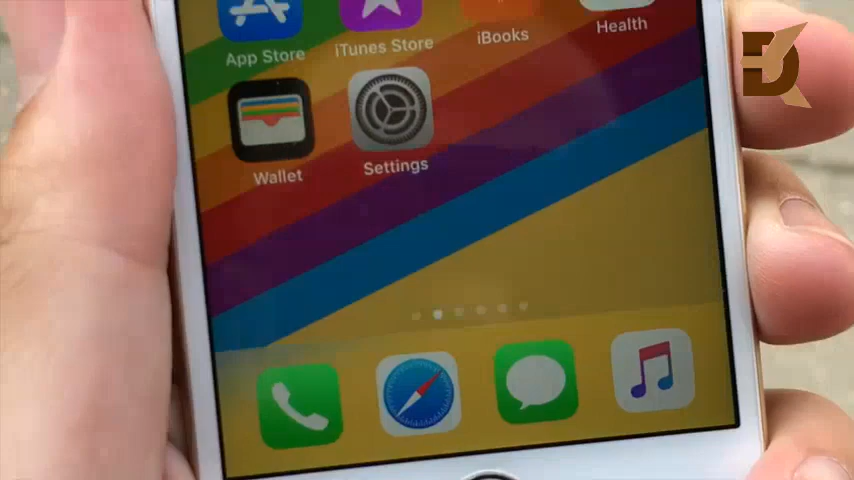 App Store
iTunes Store
iBooks
Health
Wallet
Settings